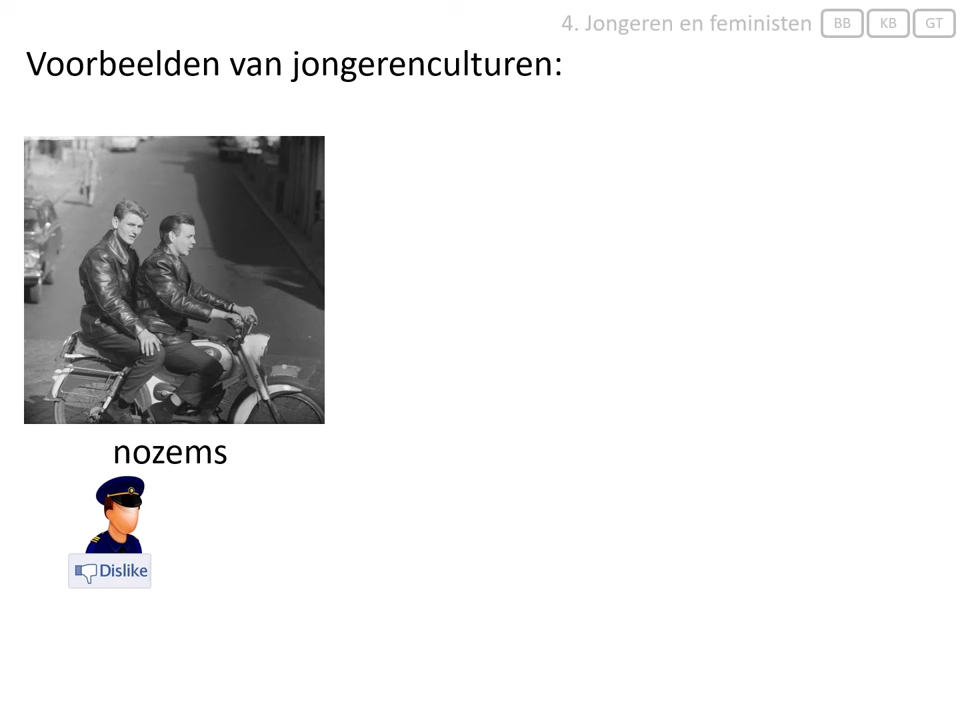 4. Jongeren en feministen BB KB GT
Voorbeelden van jongerenculturen:
nozems
Dislike